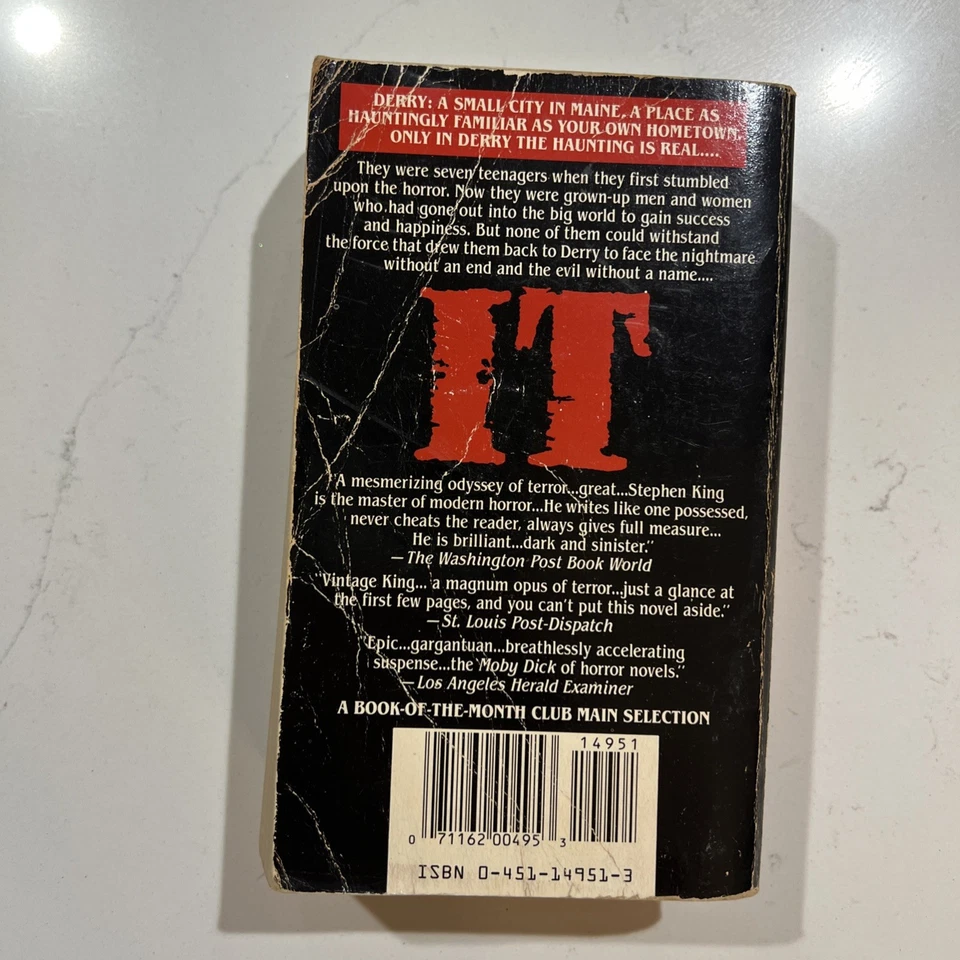 DERRY: A SMALL CITY IN MAINE, A PLACE AS
HAUNTINGLY FAMILIAR AS YOUR OWN HOMETOWN.
ONLY IN DERRY THE HAUNTING IS REAL....
They were seven teenagers when they first stumbled
upon the horror. Now they were grown-up men and women
who had gone out into the big world to gain success
and happiness. But none of them could withstand
the force that drew them back to Derry to face the nightmare
without an end and the evil without a name....
IT
"A mesmerizing odyssey of terror...great...Stephen King
is the master of modern horror...He writes like one possessed,
never cheats the reader, always gives full measure...
He is brilliant...dark and sinister."
—The Washington Post Book World
"Vintage King... a magnum opus of terror...just a glance at
the first few pages, and you can't put this novel aside."
—St. Louis Post-Dispatch
"Epic...gargantuan...breathlessly accelerating
suspense...the Moby Dick of horror novels."
—Los Angeles Herald Examiner
A BOOK-OF-THE-MONTH CLUB MAIN SELECTION
14951
0 71162 00495 3
ISBN 0-451-14951-3